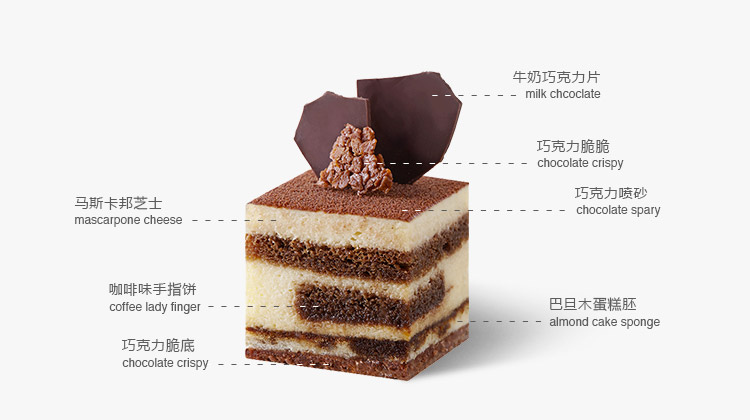 牛奶巧克力片
milk chcoclate
巧克力脆脆
chocolate crispy
巧克力喷砂
chocolate spary
马斯卡邦芝士
mascarpone cheese
咖啡味手指饼
coffee lady finger
巴旦木蛋糕胚
almond cake sponge
巧克力脆底
chocolate crispy